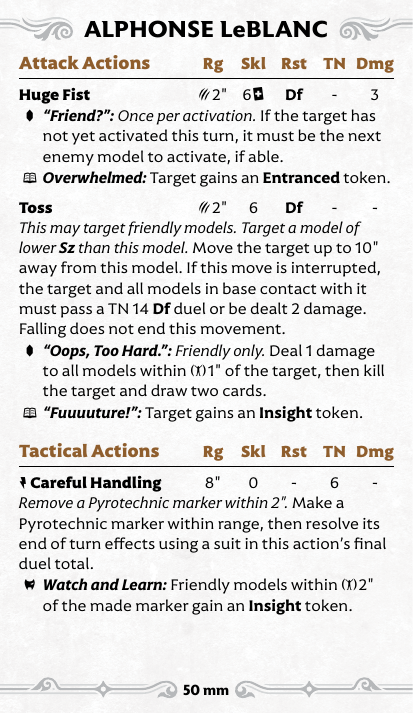 ALPHONSE LeBLANC
Attack Actions Rg Skl Rst TN Dmg
Huge Fist 2" 6 Df - 3
"Friend?": Once per activation. If the target has
not yet activated this turn, it must be the next
enemy model to activate, if able.
Overwhelmed: Target gains an Entranced token.
Toss 2" 6 Df - -
This may target friendly models. Target a model of
lower Sz than this model. Move the target up to 10"
away from this model. If this move is interrupted,
the target and all models in base contact with it
must pass a TN 14 Df duel or be dealt 2 damage.
Falling does not end this movement.
"Oops, Too Hard.": Friendly only. Deal 1 damage
to all models within 1" of the target, then kill
the target and draw two cards.
"Fuuuuture!": Target gains an Insight token.
Tactical Actions Rg Skl Rst TN Dmg
Careful Handling 8" 0 - 6 -
Remove a Pyrotechnic marker within 2". Make a
Pyrotechnic marker within range, then resolve its
end of turn effects using a suit in this action's final
duel total.
Watch and Learn: Friendly models within 2"
of the made marker gain an Insight token.
50 mm